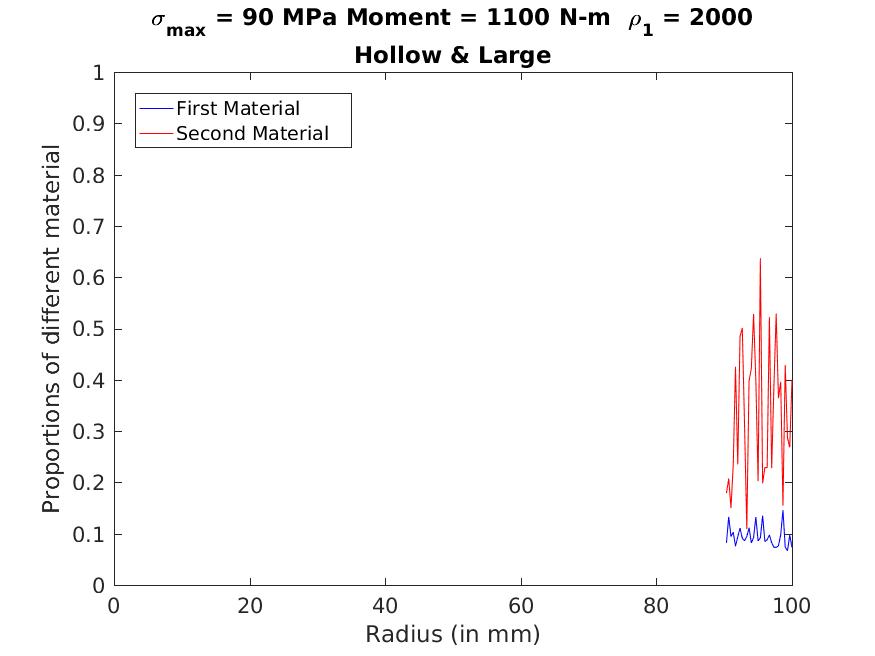 σmax = 90 MPa Moment = 1100 N-m ρ1 = 2000
Hollow & Large
First Material
Second Material
Proportions of different material
1
0.9
0.8
0.7
0.6
0.5
0.4
0.3
0.2
0.1
0
0 20 40 60 80 100
Radius (in mm)